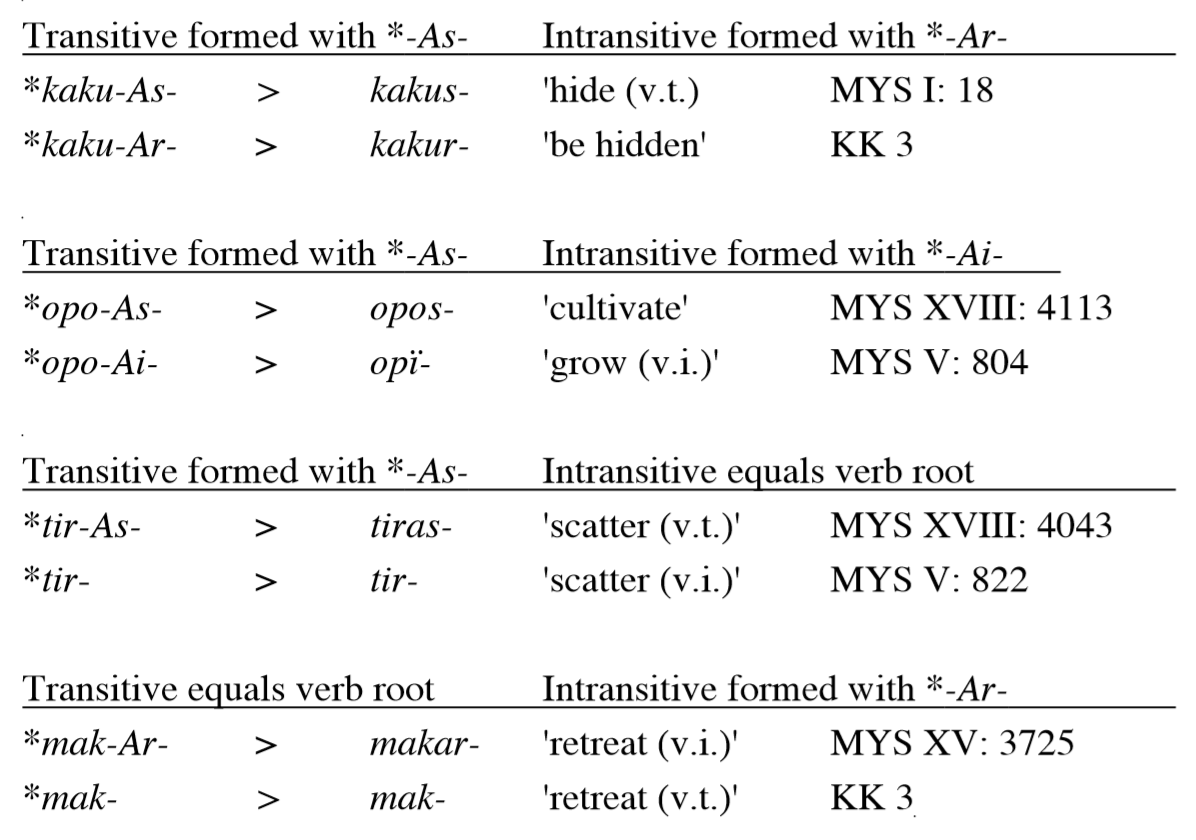 Transitive formed with *-As- Intransitive formed with *-Ar-
*kaku-As- > kakus- 'hide (v.t.) MYS I: 18
*kaku-Ar- > kakur- 'be hidden' KK 3
Transitive formed with *-As- Intransitive formed with *-Ai-
*opo-As- > opos- 'cultivate' MYS XVIII: 4113
*opo-Ai- > opï- 'grow (v.i.)' MYS V: 804
Transitive formed with *-As- Intransitive equals verb root
*tir-As- > tiras- 'scatter (v.t.)' MYS XVIII: 4043
*tir- > tir- 'scatter (v.i.)' MYS V: 822
Transitive equals verb root Intransitive formed with *-Ar-
*mak-Ar- > makar- 'retreat (v.i.)' MYS XV: 3725
*mak- > mak- 'retreat (v.t.)' KK 3